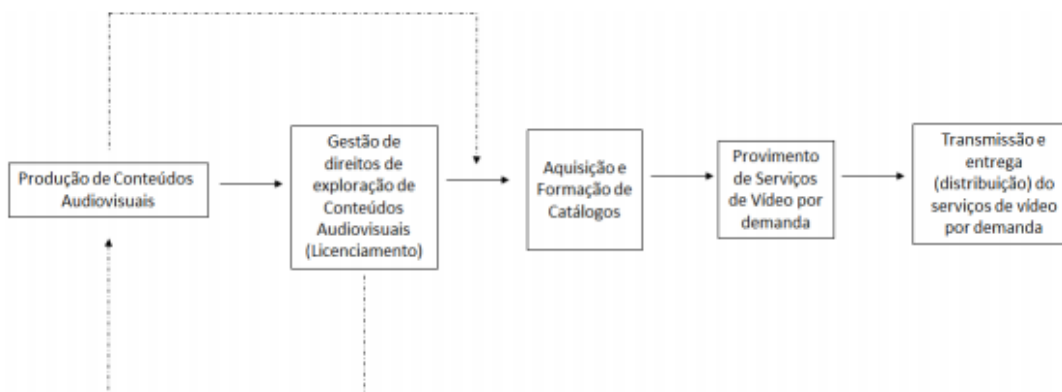 Produção de Conteúdos
Audiovisuais
Gestão de
direitos de
exploração de
Conteúdos
Audiovisuais
(Licenciamento)
Aquisição e
Formação de
Catálogos
Provimento
de Serviços
de Vídeo por
demanda
Transmissão e
entrega
(distribuição) do
serviços de vídeo
por demanda